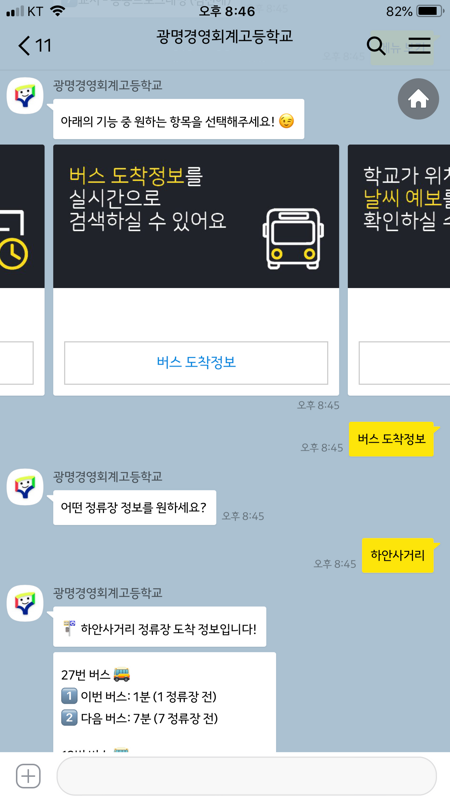 KT 오후 8:46 82%
11 광명경영회계고등학교
광명경영회계고등학교
아래의 기능 중 원하는 항목을 선택해주세요! 😉
버스 도착정보를
실시간으로
검색하실 수 있어요
버스 도착정보
학교가 위
날씨 예보
확인하실
오후 8:45
오후 8:45 버스 도착정보
광명경영회계고등학교
어떤 정류장 정보를 원하세요? 오후 8:45
오후 8:45 하안사거리
광명경영회계고등학교
🚏 하안사거리 정류장 도착 정보입니다!
27번 버스 🚌
1️⃣ 이번 버스: 1분 (1 정류장 전)
2️⃣ 다음 버스: 7분 (7 정류장 전)